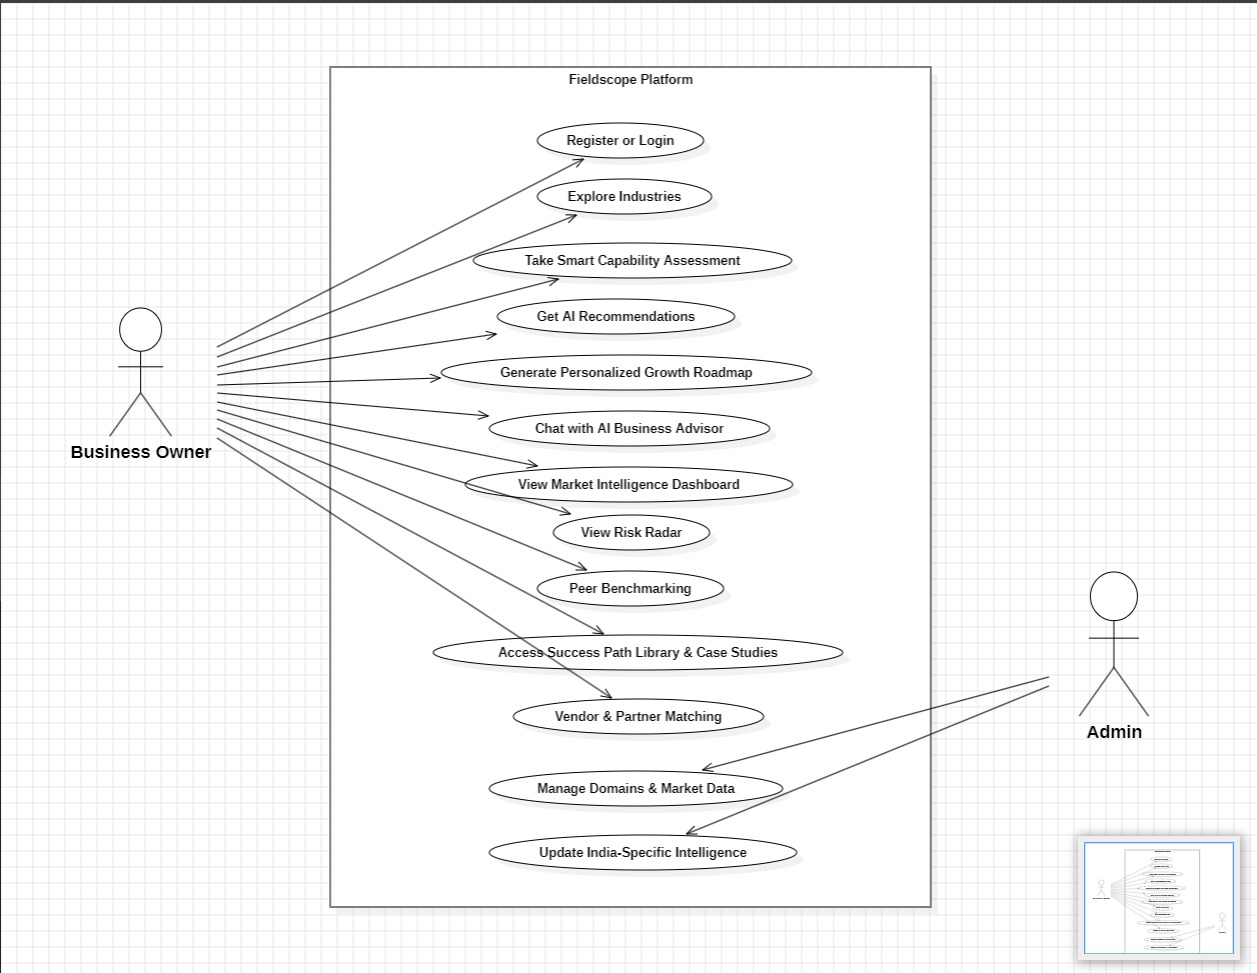 Fieldscope Platform
Register or Login
Explore Industries
Take Smart Capability Assessment
Get AI Recommendations
Generate Personalized Growth Roadmap
Chat with AI Business Advisor
Business Owner
View Market Intelligence Dashboard
View Risk Radar
Peer Benchmarking
Access Success Path Library & Case Studies
Vendor & Partner Matching
Admin
Manage Domains & Market Data
Update India-Specific Intelligence